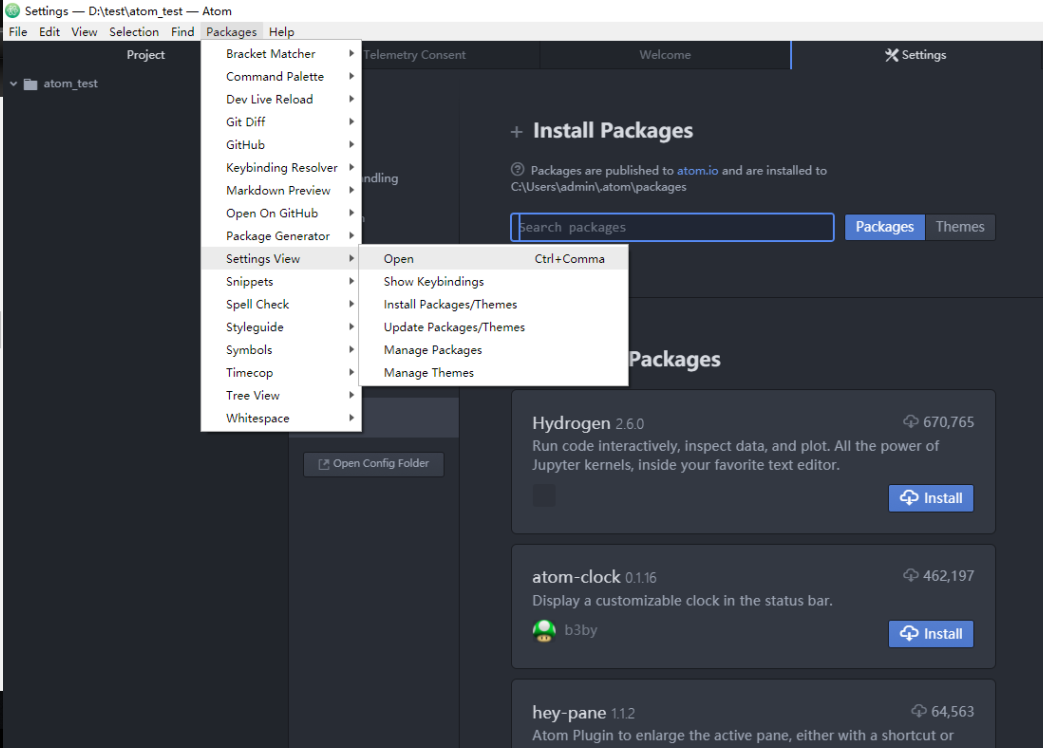 Settings — D:\test\atom_test — Atom
File Edit View Selection Find Packages Help
Project
Telemetry Consent
Welcome
Settings
atom_test
Bracket Matcher
Command Palette
Dev Live Reload
Git Diff
GitHub
Keybinding Resolver
Markdown Preview
Open On GitHub
Package Generator
Settings View
Snippets
Spell Check
Styleguide
Symbols
Timecop
Tree View
Whitespace
Open Ctrl+Comma
Show Keybindings
Install Packages/Themes
Update Packages/Themes
Manage Packages
Manage Themes
ndling
Open Config Folder
+ Install Packages
Packages are published to atom.io and are installed to
C:\Users\admin\.atom\packages
Search packages
Packages Themes
Packages
Hydrogen 2.6.0 670,765
Run code interactively, inspect data, and plot. All the power of
Jupyter kernels, inside your favorite text editor.
Install
atom-clock 0.1.16 462,197
Display a customizable clock in the status bar.
b3by
Install
hey-pane 1.1.2 64,563
Atom Plugin to enlarge the active pane, either with a shortcut or